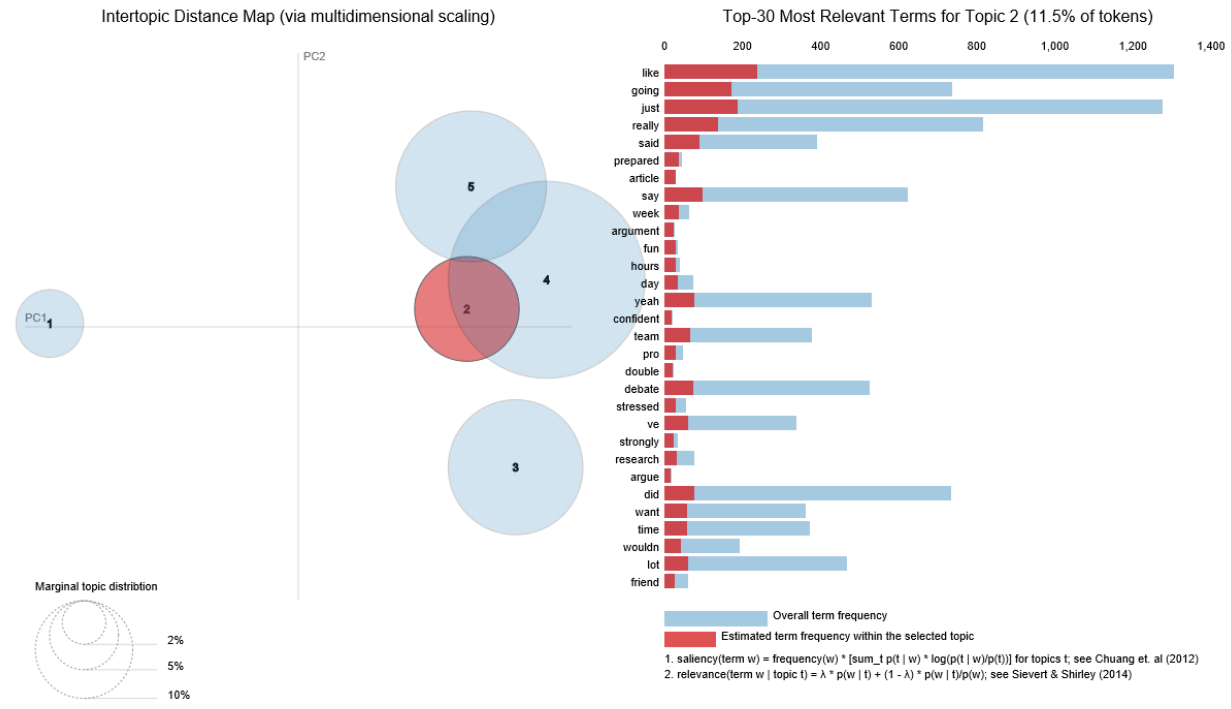 Intertopic Distance Map (via multidimensional scaling)
PC2
5
4
2
PC1
1
3
Marginal topic distribtion
2%
5%
10%
Top-30 Most Relevant Terms for Topic 2 (11.5% of tokens)
0 200 400 600 800 1,000 1,200 1,400
like
going
just
really
said
prepared
article
say
week
argument
fun
hours
day
yeah
confident
team
pro
double
debate
stressed
ve
strongly
research
argue
did
want
time
wouldn
lot
friend
Overall term frequency
Estimated term frequency within the selected topic
1. saliency(term w) = frequency(w) * [sum_t p(t | w) * log(p(t | w)/p(t))] for topics t; see Chuang et. al (2012)
2. relevance(term w | topic t) = λ * p(w | t) + (1 - λ) * p(w | t)/p(w); see Sievert & Shirley (2014)